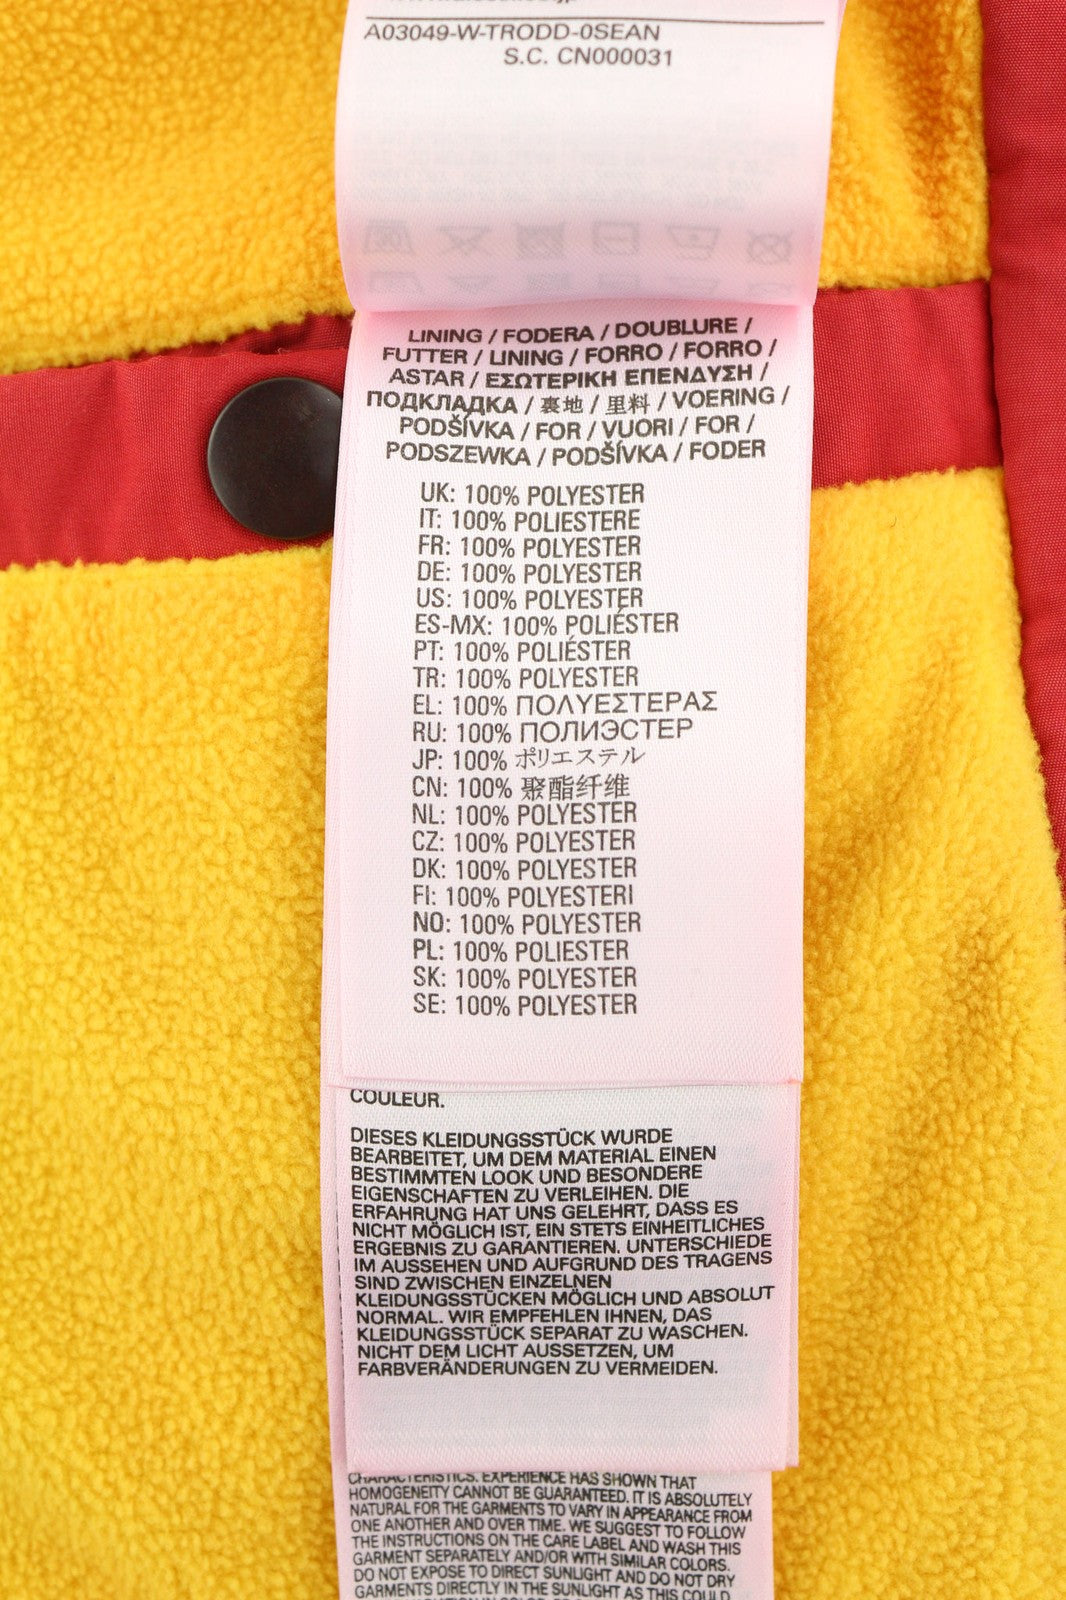 A03049-W-TRODD-0SEAN
S.C. CN000031
LINING / FODERA / DOUBLURE /
FUTTER / LINING / FORRO / FORRO /
ASTAR / ΕΣΩΤΕΡΙΚΗ ΕΠΕΝΔΥΣΗ /
ПОДКЛАДКА / 裏地 / 里料 / VOERING /
PODŠÍVKA / FOR / VUORI / FOR /
PODSZEWKA / PODŠÍVKA / FODER
UK: 100% POLYESTER
IT: 100% POLIESTERE
FR: 100% POLYESTER
DE: 100% POLYESTER
US: 100% POLYESTER
ES-MX: 100% POLIÉSTER
PT: 100% POLIÉSTER
TR: 100% POLYESTER
EL: 100% ΠΟΛΥΕΣΤΕΡΑΣ
RU: 100% ПОЛИЭСТЕР
JP: 100% ポリエステル
CN: 100% 聚酯纤维
NL: 100% POLYESTER
CZ: 100% POLYESTER
DK: 100% POLYESTER
FI: 100% POLYESTERI
NO: 100% POLYESTER
PL: 100% POLIESTER
SK: 100% POLYESTER
SE: 100% POLYESTER
COULEUR.
DIESES KLEIDUNGSSTÜCK WURDE
BEARBEITET, UM DEM MATERIAL EINEN
BESTIMMTEN LOOK UND BESONDERE
EIGENSCHAFTEN ZU VERLEIHEN. DIE
ERFAHRUNG HAT UNS GELEHRT, DASS ES
NICHT MÖGLICH IST, EIN STETS EINHEITLICHES
ERGEBNIS ZU GARANTIEREN. UNTERSCHIEDE
IM AUSSEHEN UND AUFGRUND DES TRAGENS
SIND ZWISCHEN EINZELNEN
KLEIDUNGSSTÜCKEN MÖGLICH UND ABSOLUT
NORMAL. WIR EMPFEHLEN IHNEN, DAS
KLEIDUNGSSTÜCK SEPARAT ZU WASCHEN.
NICHT DEM LICHT AUSSETZEN, UM
FARBVERÄNDERUNGEN ZU VERMEIDEN.
CHARACTERISTICS. EXPERIENCE HAS SHOWN THAT
HOMOGENEITY CANNOT BE GUARANTEED. IT IS ABSOLUTELY
NATURAL FOR THE GARMENTS TO VARY IN APPEARANCE FROM
ONE ANOTHER AND OVER TIME. WE SUGGEST TO FOLLOW
THE INSTRUCTIONS ON THE CARE LABEL AND WASH THIS
GARMENT SEPARATELY AND/OR WITH SIMILAR COLORS.
DO NOT EXPOSE TO DIRECT SUNLIGHT AND DO NOT DRY
GARMENTS DIRECTLY IN THE SUNLIGHT AS THIS COULD